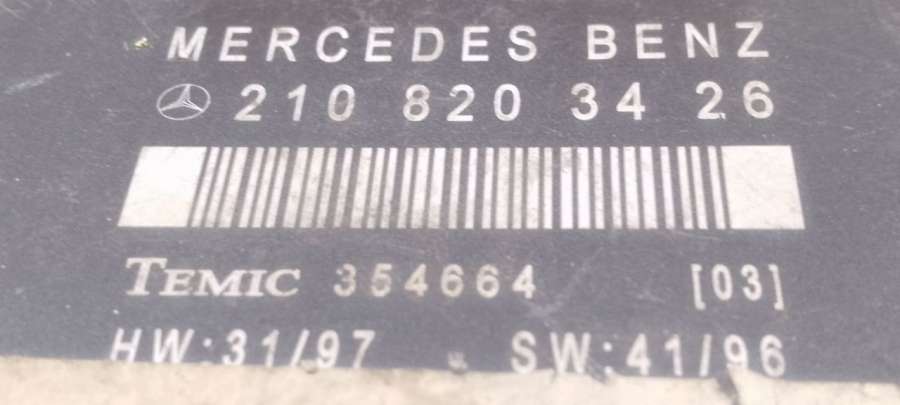 MERCEDES BENZ
210 820 34 26
TEMIC 354664 [03]
HW:31/97 SW:41/96